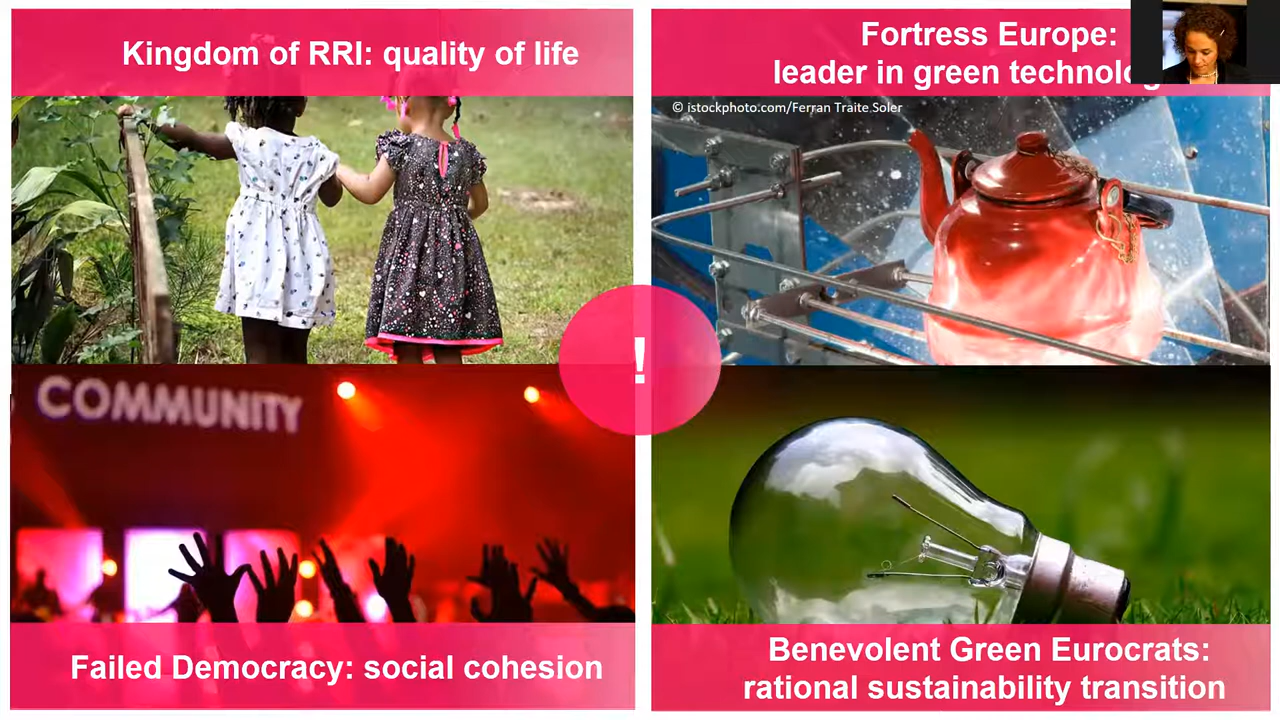 Kingdom of RRI: quality of life
Fortress Europe:
leader in green technolog
© istockphoto.com/Ferran Traite Soler
!
COMMUNITY
Failed Democracy: social cohesion
Benevolent Green Eurocrats:
rational sustainability transition